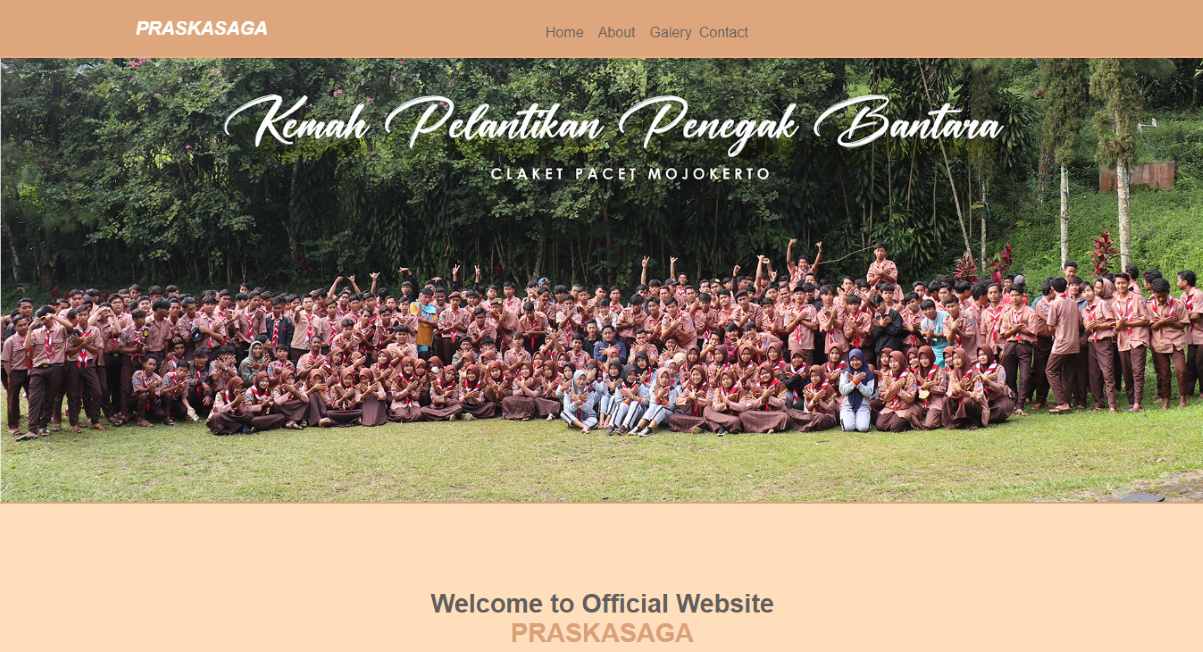 PRASKASAGA
Home About Galery Contact
Kemah Pelantikan Penegak Bantara
CLAKET PACET MOJOKERTO
Welcome to Official Website
PRASKASAGA